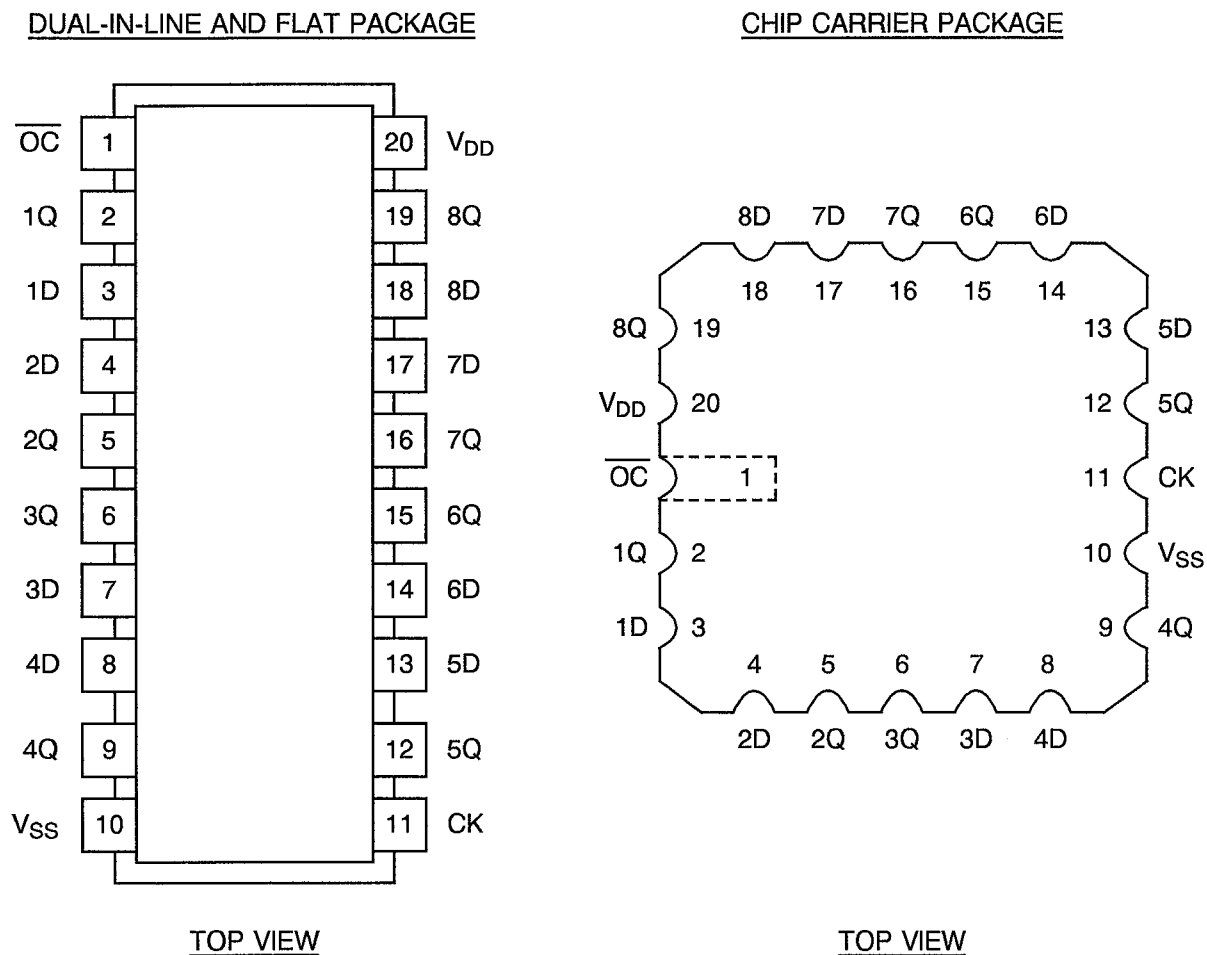 DUAL-IN-LINE AND FLAT PACKAGE
O̅C̅ 1 20 VDD
1Q 2 19 8Q
1D 3 18 8D
2D 4 17 7D
2Q 5 16 7Q
3Q 6 15 6Q
3D 7 14 6D
4D 8 13 5D
4Q 9 12 5Q
VSS 10 11 CK
TOP VIEW
CHIP CARRIER PACKAGE
8D 7D 7Q 6Q 6D
18 17 16 15 14
8Q 19 13 5D
VDD 20 12 5Q
O̅C̅ 1 11 CK
1Q 2 10 VSS
1D 3 9 4Q
4 5 6 7 8
2D 2Q 3Q 3D 4D
TOP VIEW